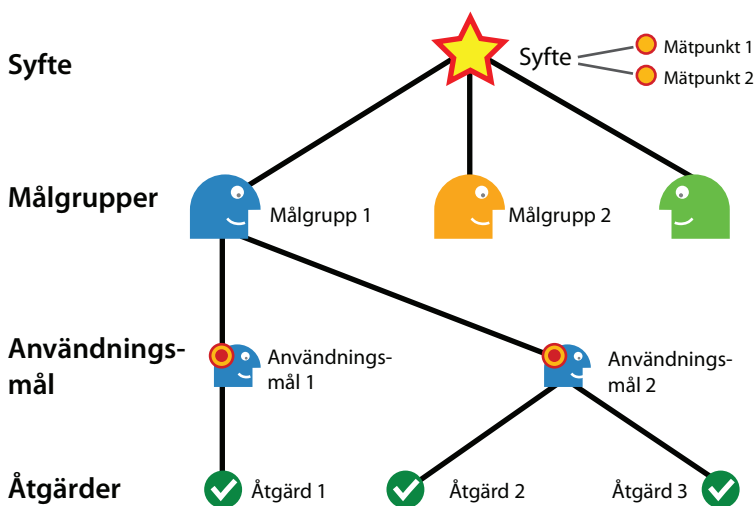 Syfte
Syfte
Mätpunkt 1
Mätpunkt 2
Målgrupper
Målgrupp 1
Målgrupp 2
Användnings-
mål
Användnings-
mål 1
Användnings-
mål 2
Åtgärder
Åtgärd 1
Åtgärd 2
Åtgärd 3